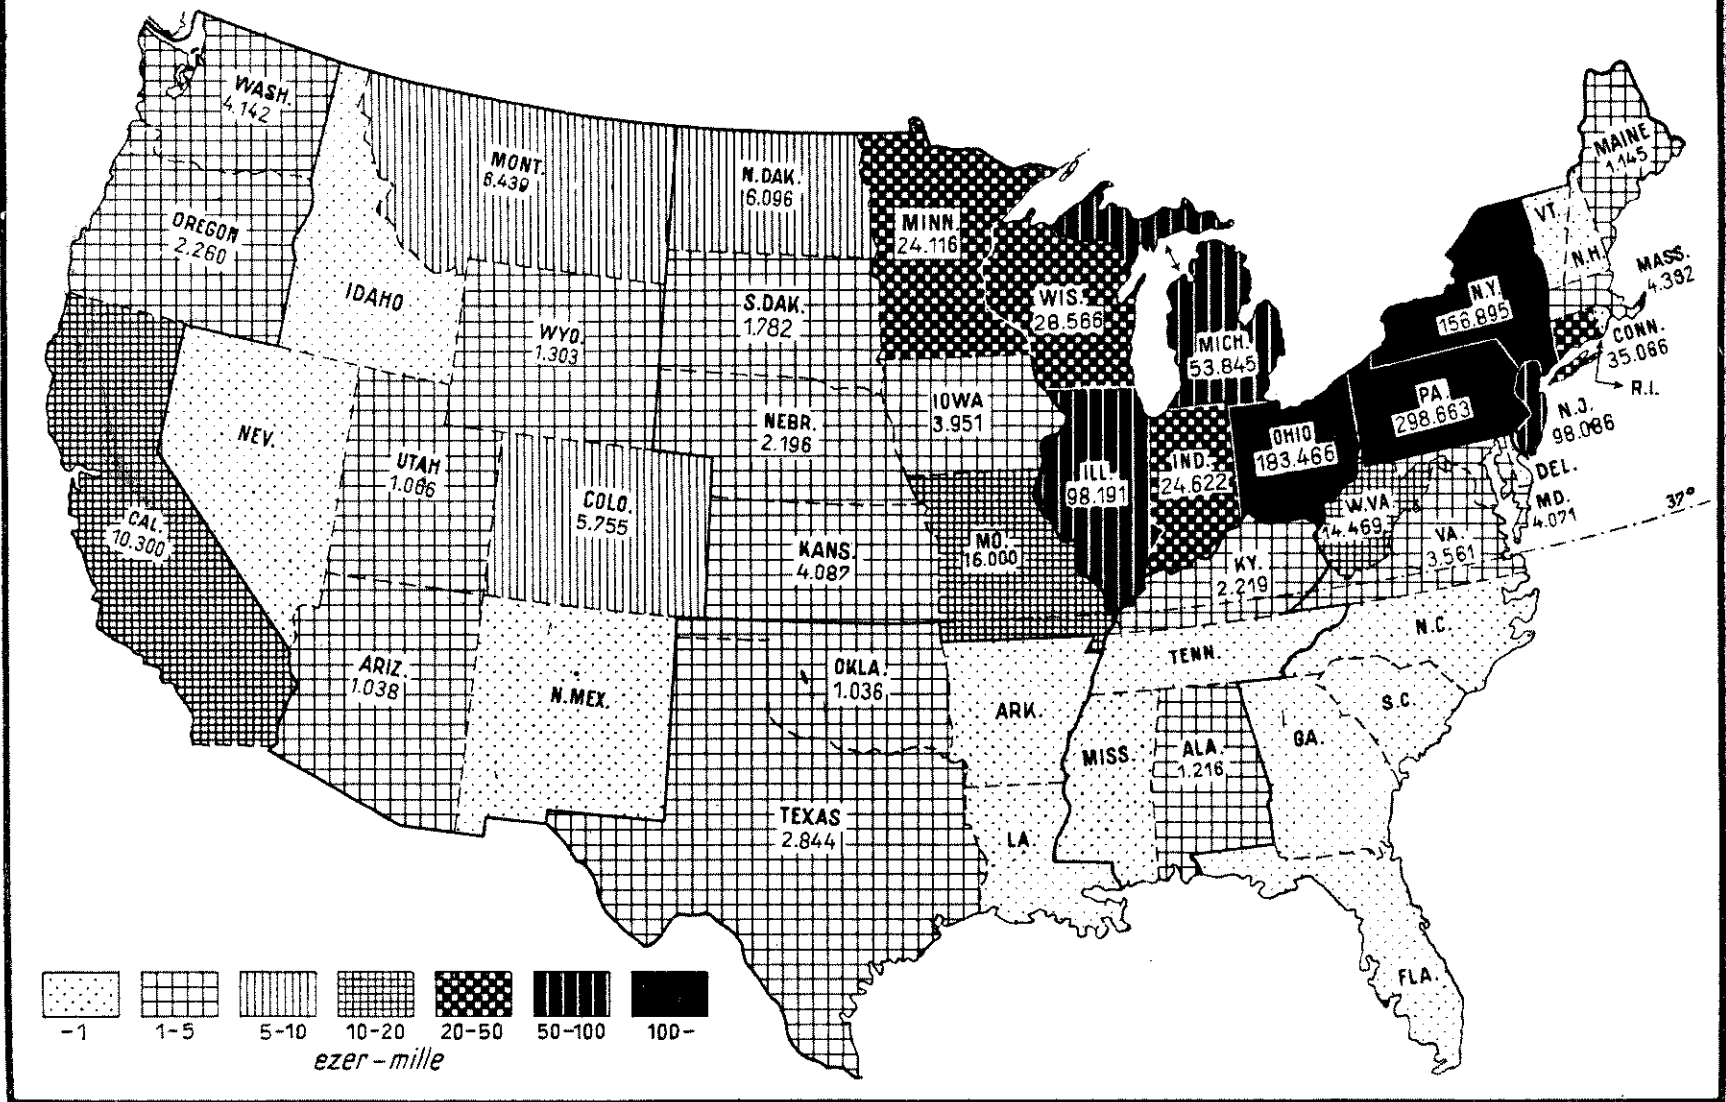 WASH.
4.142
OREGON
2.260
IDAHO
MONT.
6.439
N.DAK.
6.096
MINN
24.116
WIS.
28.566
MICH.
53.845
MAINE
1.145
VT.
N.H.
MASS.
4.392
N.Y.
156.895
CONN.
35.066
R.I.
PA.
298.663
N.J.
98.086
DEL.
MD.
4.071
37°
S.DAK.
1.782
WYO.
1.303
NEV.
UTAH
1.066
CAL.
10.300
COLO.
5.755
NEBR.
2.196
IOWA
3.951
KANS.
4.087
MO.
16.000
ILL.
98.191
IND.
24.622
OHIO
183.466
W.VA
14.469
VA.
3.561
KY.
2.219
N.C.
TENN.
S.C.
ARIZ.
1.038
N.MEX.
OKLA.
1.036
ARK.
MISS.
ALA.
1.216
GA.
TEXAS
2.844
LA.
FLA.
-1 1-5 5-10 10-20 20-50 50-100 100-
ezer-mille